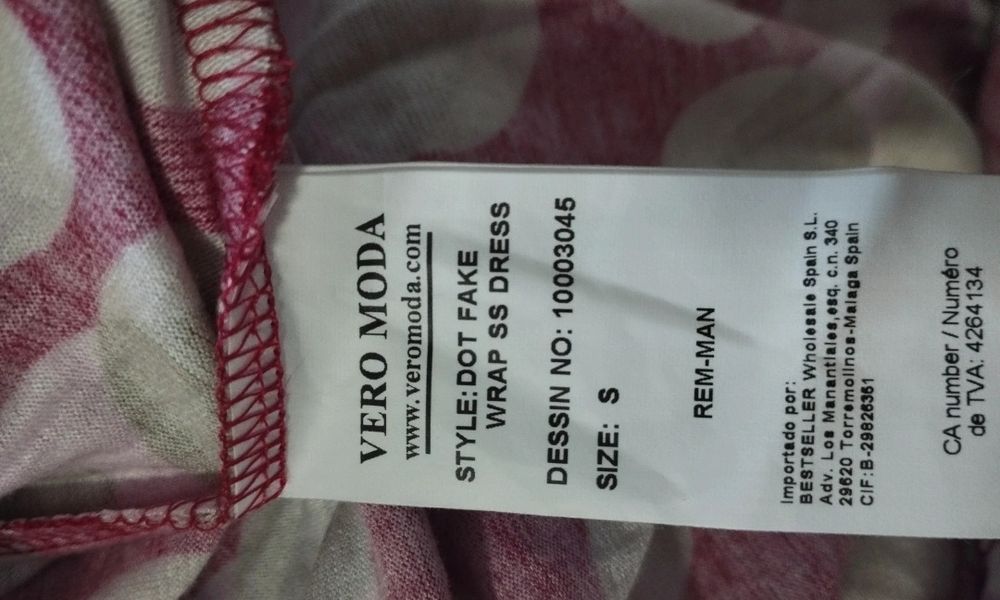 VERO MODA
www.veromoda.com
STYLE:DOT FAKE
WRAP SS DRESS
DESSIN NO: 10003045
SIZE: S
REM-MAN
Importado por:
BESTSELLER Wholesale Spain S.L.
Adv. Los Manantiales,esq. c.n. 340
29620 Torremolinos-Malaga Spain
CIF:B-29826351
CA number / Numéro
de TVA: 4264134